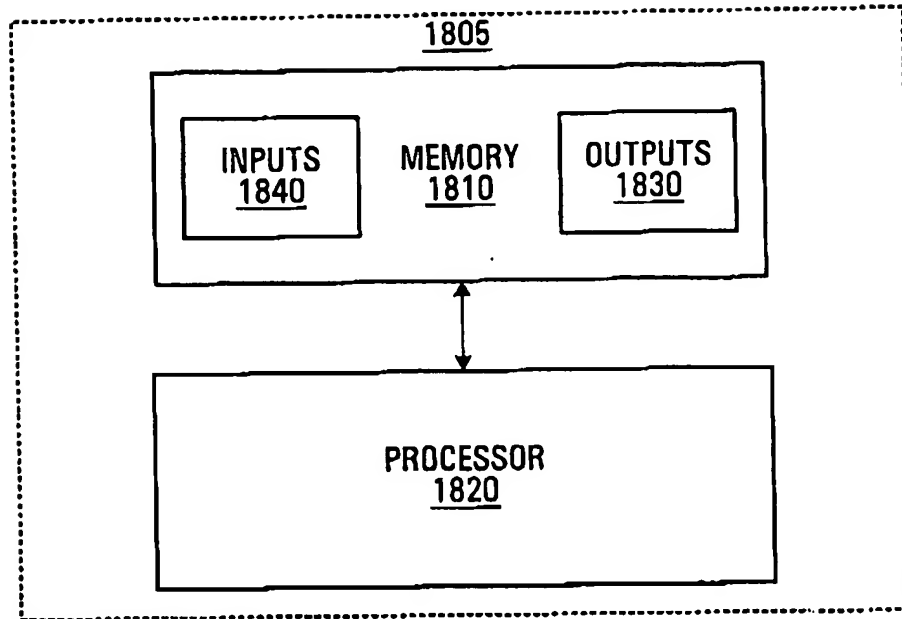 1805
INPUTS
1840
MEMORY
1810
OUTPUTS
1830
PROCESSOR
1820